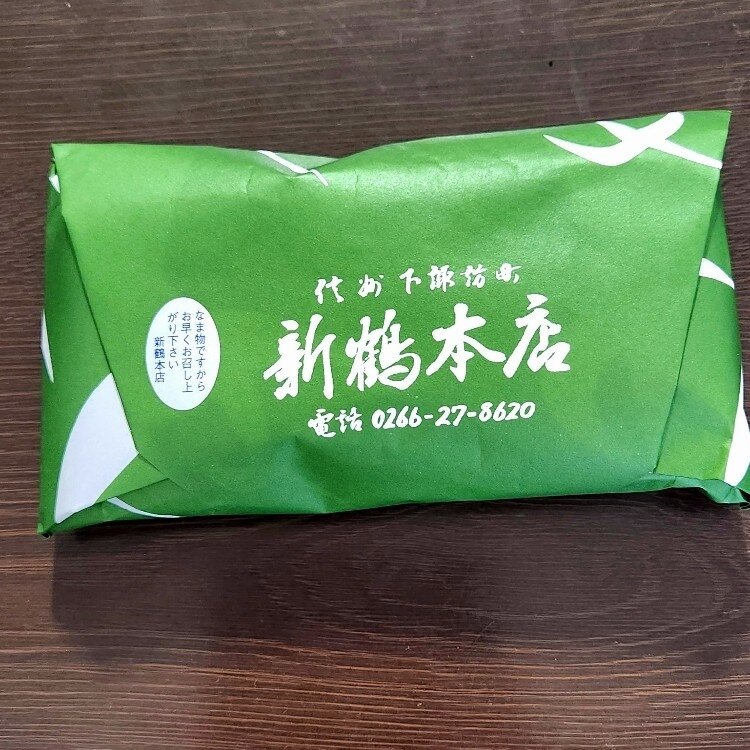 信州下諏訪町
新鶴本店
電話 0266-27-8620
なま物ですから
お早くお召し上
がり下さい
新鶴本店